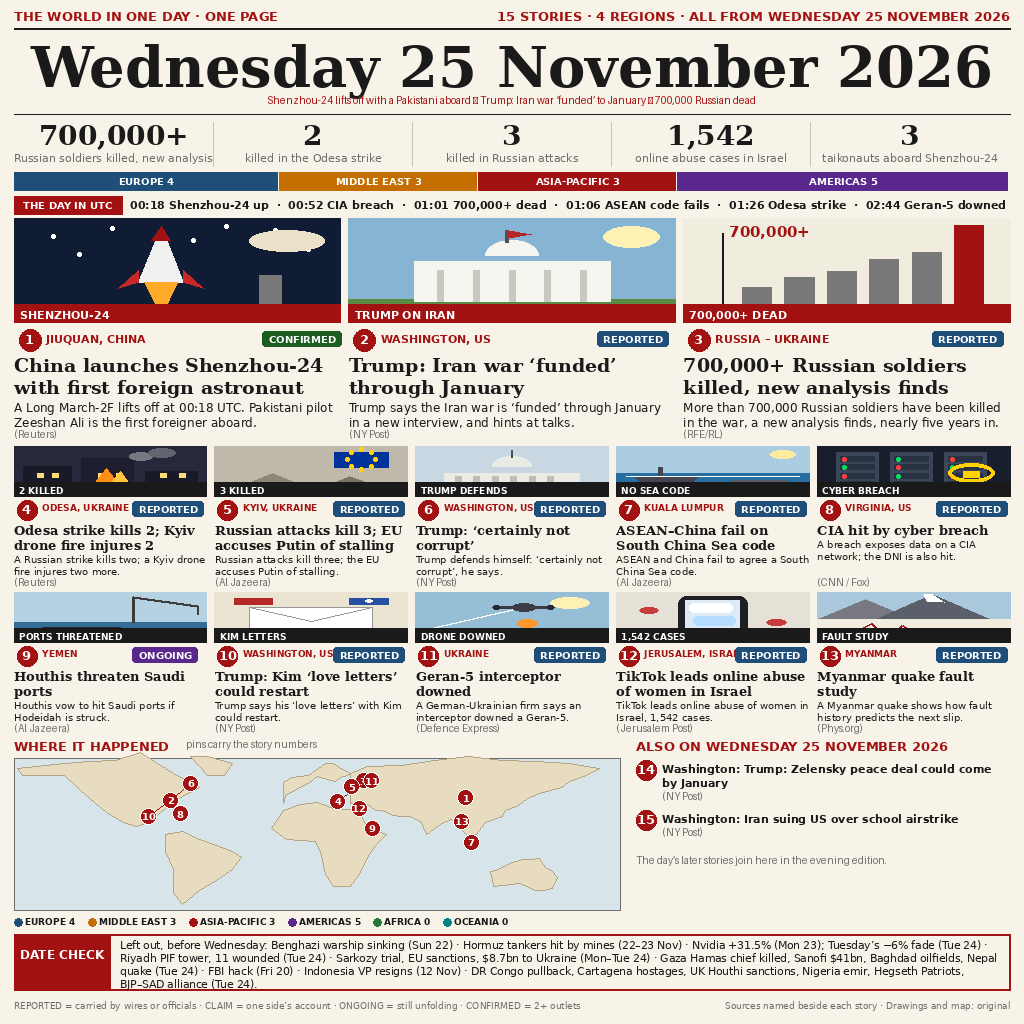 THE WORLD IN ONE DAY · ONE PAGE
15 STORIES · 4 REGIONS · ALL FROM WEDNESDAY 25 NOVEMBER 2026
Wednesday 25 November 2026
Shenzhou-24 lifts off with a Pakistani aboard · Trump: Iran war ‘funded’ to January · 700,000 Russian dead
700,000+
Russian soldiers killed, new analysis
2
killed in the Odesa strike
3
killed in Russian attacks
1,542
online abuse cases in Israel
3
taikonauts aboard Shenzhou-24
EUROPE 4
MIDDLE EAST 3
ASIA-PACIFIC 3
AMERICAS 5
THE DAY IN UTC
00:18 Shenzhou-24 up · 00:52 CIA breach · 01:01 700,000+ dead · 01:06 ASEAN code fails · 01:26 Odesa strike · 02:44 Geran-5 downed
SHENZHOU-24
TRUMP ON IRAN
700,000+
700,000+ DEAD
1 JIUQUAN, CHINA CONFIRMED
China launches Shenzhou-24
with first foreign astronaut
A Long March-2F lifts off at 00:18 UTC. Pakistani pilot
Zeeshan Ali is the first foreigner aboard.
(Reuters)
2 WASHINGTON, US REPORTED
Trump: Iran war ‘funded’
through January
Trump says the Iran war is ‘funded’ through January
in a new interview, and hints at talks.
(NY Post)
3 RUSSIA – UKRAINE REPORTED
700,000+ Russian soldiers
killed, new analysis finds
More than 700,000 Russian soldiers have been killed
in the war, a new analysis finds, nearly five years in.
(RFE/RL)
2 KILLED
4 ODESA, UKRAINE REPORTED
Odesa strike kills 2; Kyiv
drone fire injures 2
A Russian strike kills two; a Kyiv drone
fire injures two more.
(Reuters)
3 KILLED
5 KYIV, UKRAINE REPORTED
Russian attacks kill 3; EU
accuses Putin of stalling
Russian attacks kill three; the EU
accuses Putin of stalling.
(Al Jazeera)
TRUMP DEFENDS
6 WASHINGTON, US REPORTED
Trump: ‘certainly not
corrupt’
Trump defends himself: ‘certainly not
corrupt’, he says.
(NY Post)
NO SEA CODE
7 KUALA LUMPUR REPORTED
ASEAN–China fail on
South China Sea code
ASEAN and China fail to agree a South
China Sea code.
(Al Jazeera)
CYBER BREACH
8 VIRGINIA, US REPORTED
CIA hit by cyber breach
A breach exposes data on a CIA
network; the DNI is also hit.
(CNN / Fox)
PORTS THREATENED
9 YEMEN ONGOING
Houthis threaten Saudi
ports
Houthis vow to hit Saudi ports if
Hodeidah is struck.
(Al Jazeera)
KIM LETTERS
10 WASHINGTON, US REPORTED
Trump: Kim ‘love letters’
could restart
Trump says his ‘love letters’ with Kim
could restart.
(NY Post)
DRONE DOWNED
11 UKRAINE REPORTED
Geran-5 interceptor
downed
A German-Ukrainian firm says an
interceptor downed a Geran-5.
(Defence Express)
1,542 CASES
12 JERUSALEM, REPORTED
TikTok leads online abuse
of women in Israel
TikTok leads online abuse of women in
Israel, 1,542 cases.
(Jerusalem Post)
FAULT STUDY
13 MYANMAR REPORTED
Myanmar quake fault
study
A Myanmar quake shows how fault
history predicts the next slip.
(Phys.org)
WHERE IT HAPPENED
pins carry the story numbers
6
2
10
8
5
11
4
12
9
1
13
7
EUROPE 4 MIDDLE EAST 3 ASIA-PACIFIC 3 AMERICAS 5 AFRICA 0 OCEANIA 0
ALSO ON WEDNESDAY 25 NOVEMBER 2026
14 Washington: Trump: Zelensky peace deal could come
by January
(NY Post)
15 Washington: Iran suing US over school airstrike
(NY Post)
The day's later stories join here in the evening edition.
DATE CHECK
Left out, before Wednesday: Benghazi warship sinking (Sun 22) · Hormuz tankers hit by mines (22–23 Nov) · Nvidia +31.5% (Mon 23); Tuesday’s −6% fade (Tue 24) ·
Riyadh PIF tower, 11 wounded (Tue 24) · Sarkozy trial, EU sanctions, $8.7bn to Ukraine (Mon–Tue 24) · Gaza Hamas chief killed, Sanofi $41bn, Baghdad oilfields, Nepal
quake (Tue 24) · FBI hack (Fri 20) · Indonesia VP resigns (12 Nov) · DR Congo pullback, Cartagena hostages, UK Houthi sanctions, Nigeria emir, Hegseth Patriots,
BJP–SAD alliance (Tue 24).
REPORTED = carried by wires or officials · CLAIM = one side's account · ONGOING = still unfolding · CONFIRMED = 2+ outlets
Sources named beside each story · Drawings and map: original